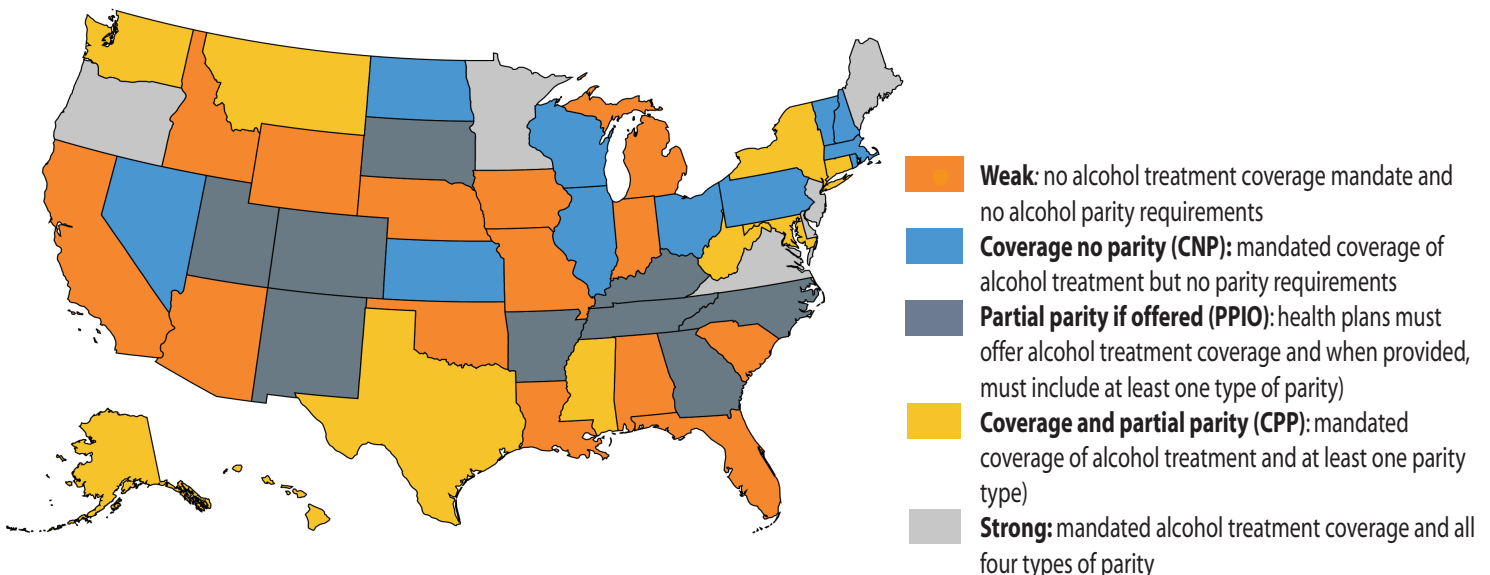 Weak: no alcohol treatment coverage mandate and
no alcohol parity requirements
Coverage no parity (CNP): mandated coverage of
alcohol treatment but no parity requirements
Partial parity if offered (PPIO): health plans must
offer alcohol treatment coverage and when provided,
must include at least one type of parity)
Coverage and partial parity (CPP): mandated
coverage of alcohol treatment and at least one parity
type)
Strong: mandated alcohol treatment coverage and all
four types of parity